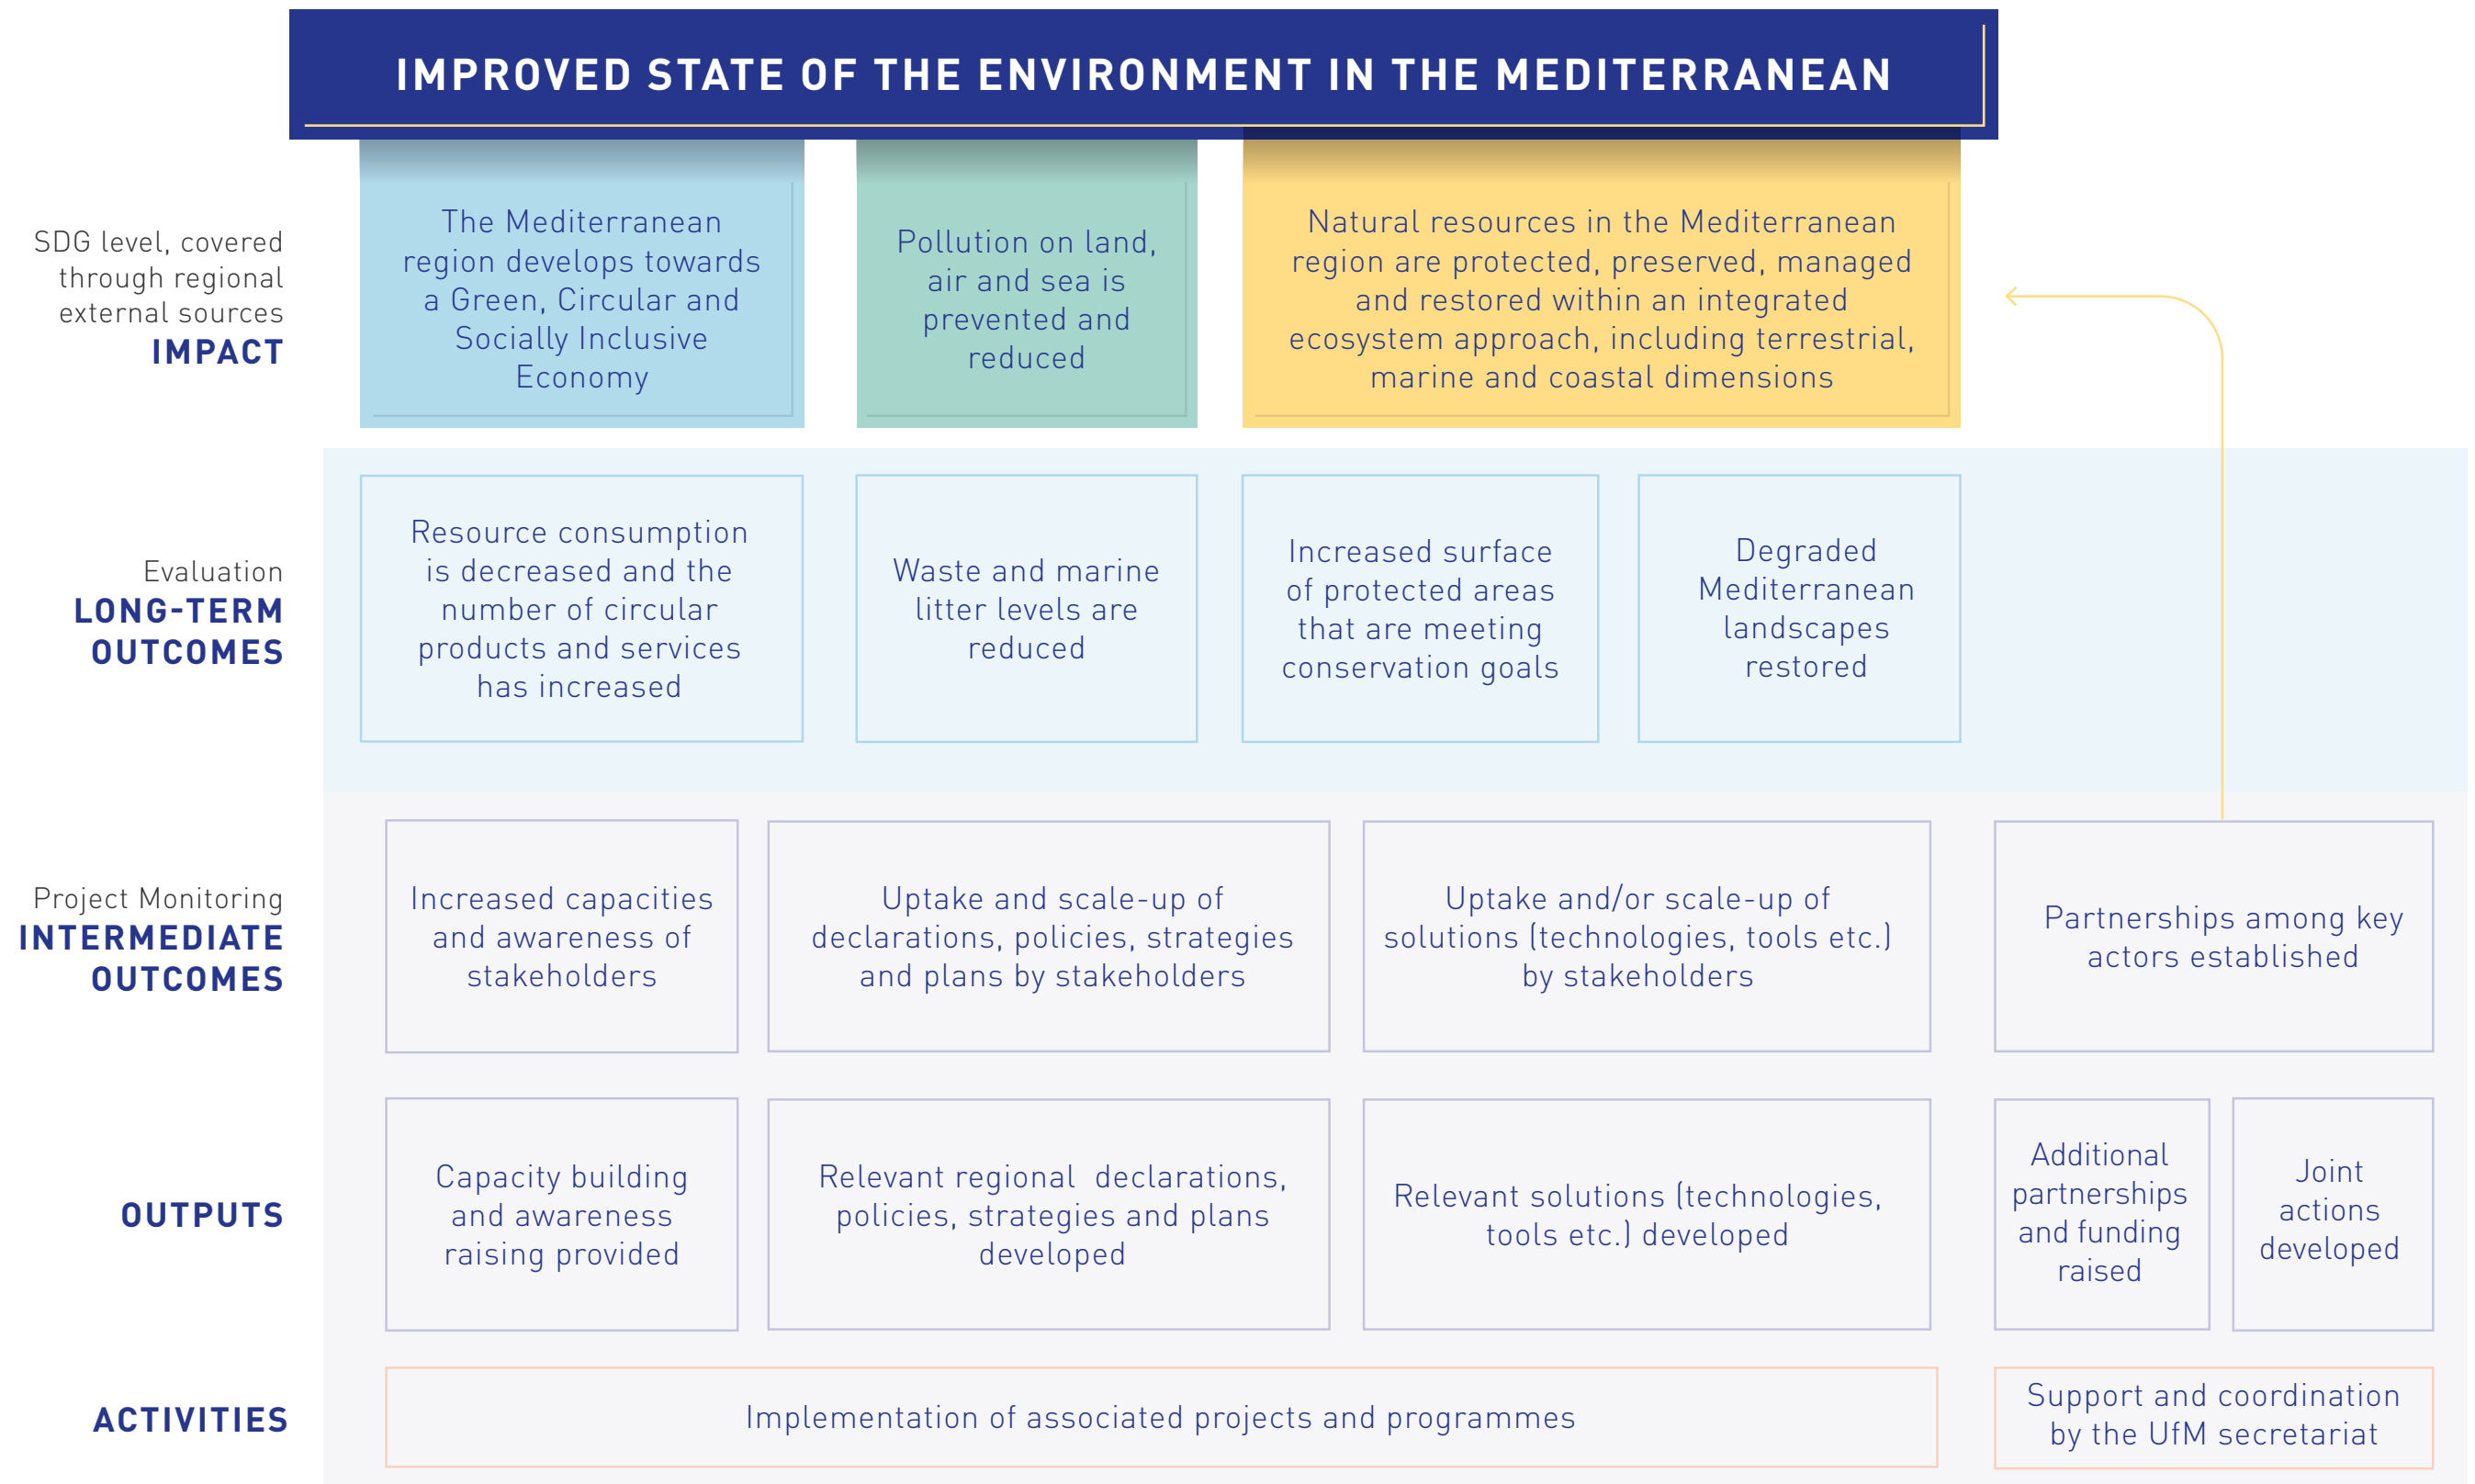 IMPROVED STATE OF THE ENVIRONMENT IN THE MEDITERRANEAN
SDG level, covered
through regional
external sources
IMPACT
The Mediterranean
region develops towards
a Green, Circular and
Socially Inclusive
Economy
Pollution on land,
air and sea is
prevented and
reduced
Natural resources in the Mediterranean
region are protected, preserved, managed
and restored within an integrated
ecosystem approach, including terrestrial,
marine and coastal dimensions
Evaluation
LONG-TERM
OUTCOMES
Resource consumption
is decreased and the
number of circular
products and services
has increased
Waste and marine
litter levels are
reduced
Increased surface
of protected areas
that are meeting
conservation goals
Degraded
Mediterranean
landscapes
restored
Project Monitoring
INTERMEDIATE
OUTCOMES
Increased capacities
and awareness of
stakeholders
Uptake and scale-up of
declarations, policies, strategies
and plans by stakeholders
Uptake and/or scale-up of
solutions (technologies, tools etc.)
by stakeholders
Partnerships among key
actors established
OUTPUTS
Capacity building
and awareness
raising provided
Relevant regional declarations,
policies, strategies and plans
developed
Relevant solutions (technologies,
tools etc.) developed
Additional
partnerships
and funding
raised
Joint
actions
developed
ACTIVITIES
Implementation of associated projects and programmes
Support and coordination
by the UfM secretariat